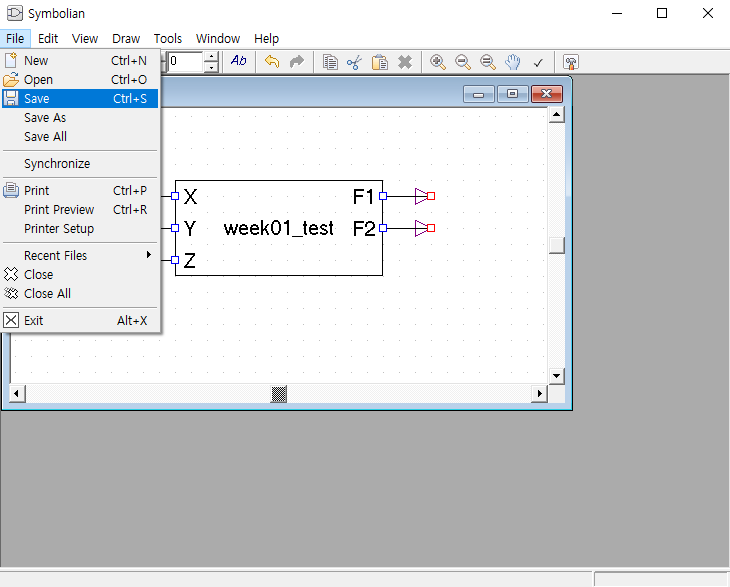 Symbolian
File Edit View Draw Tools Window Help
0 Ab
New Ctrl+N
Open Ctrl+O
Save Ctrl+S
Save As
Save All
Synchronize
Print Ctrl+P
Print Preview Ctrl+R
Printer Setup
Recent Files
Close
Close All
Exit Alt+X
X F1
Y week01_test F2
Z